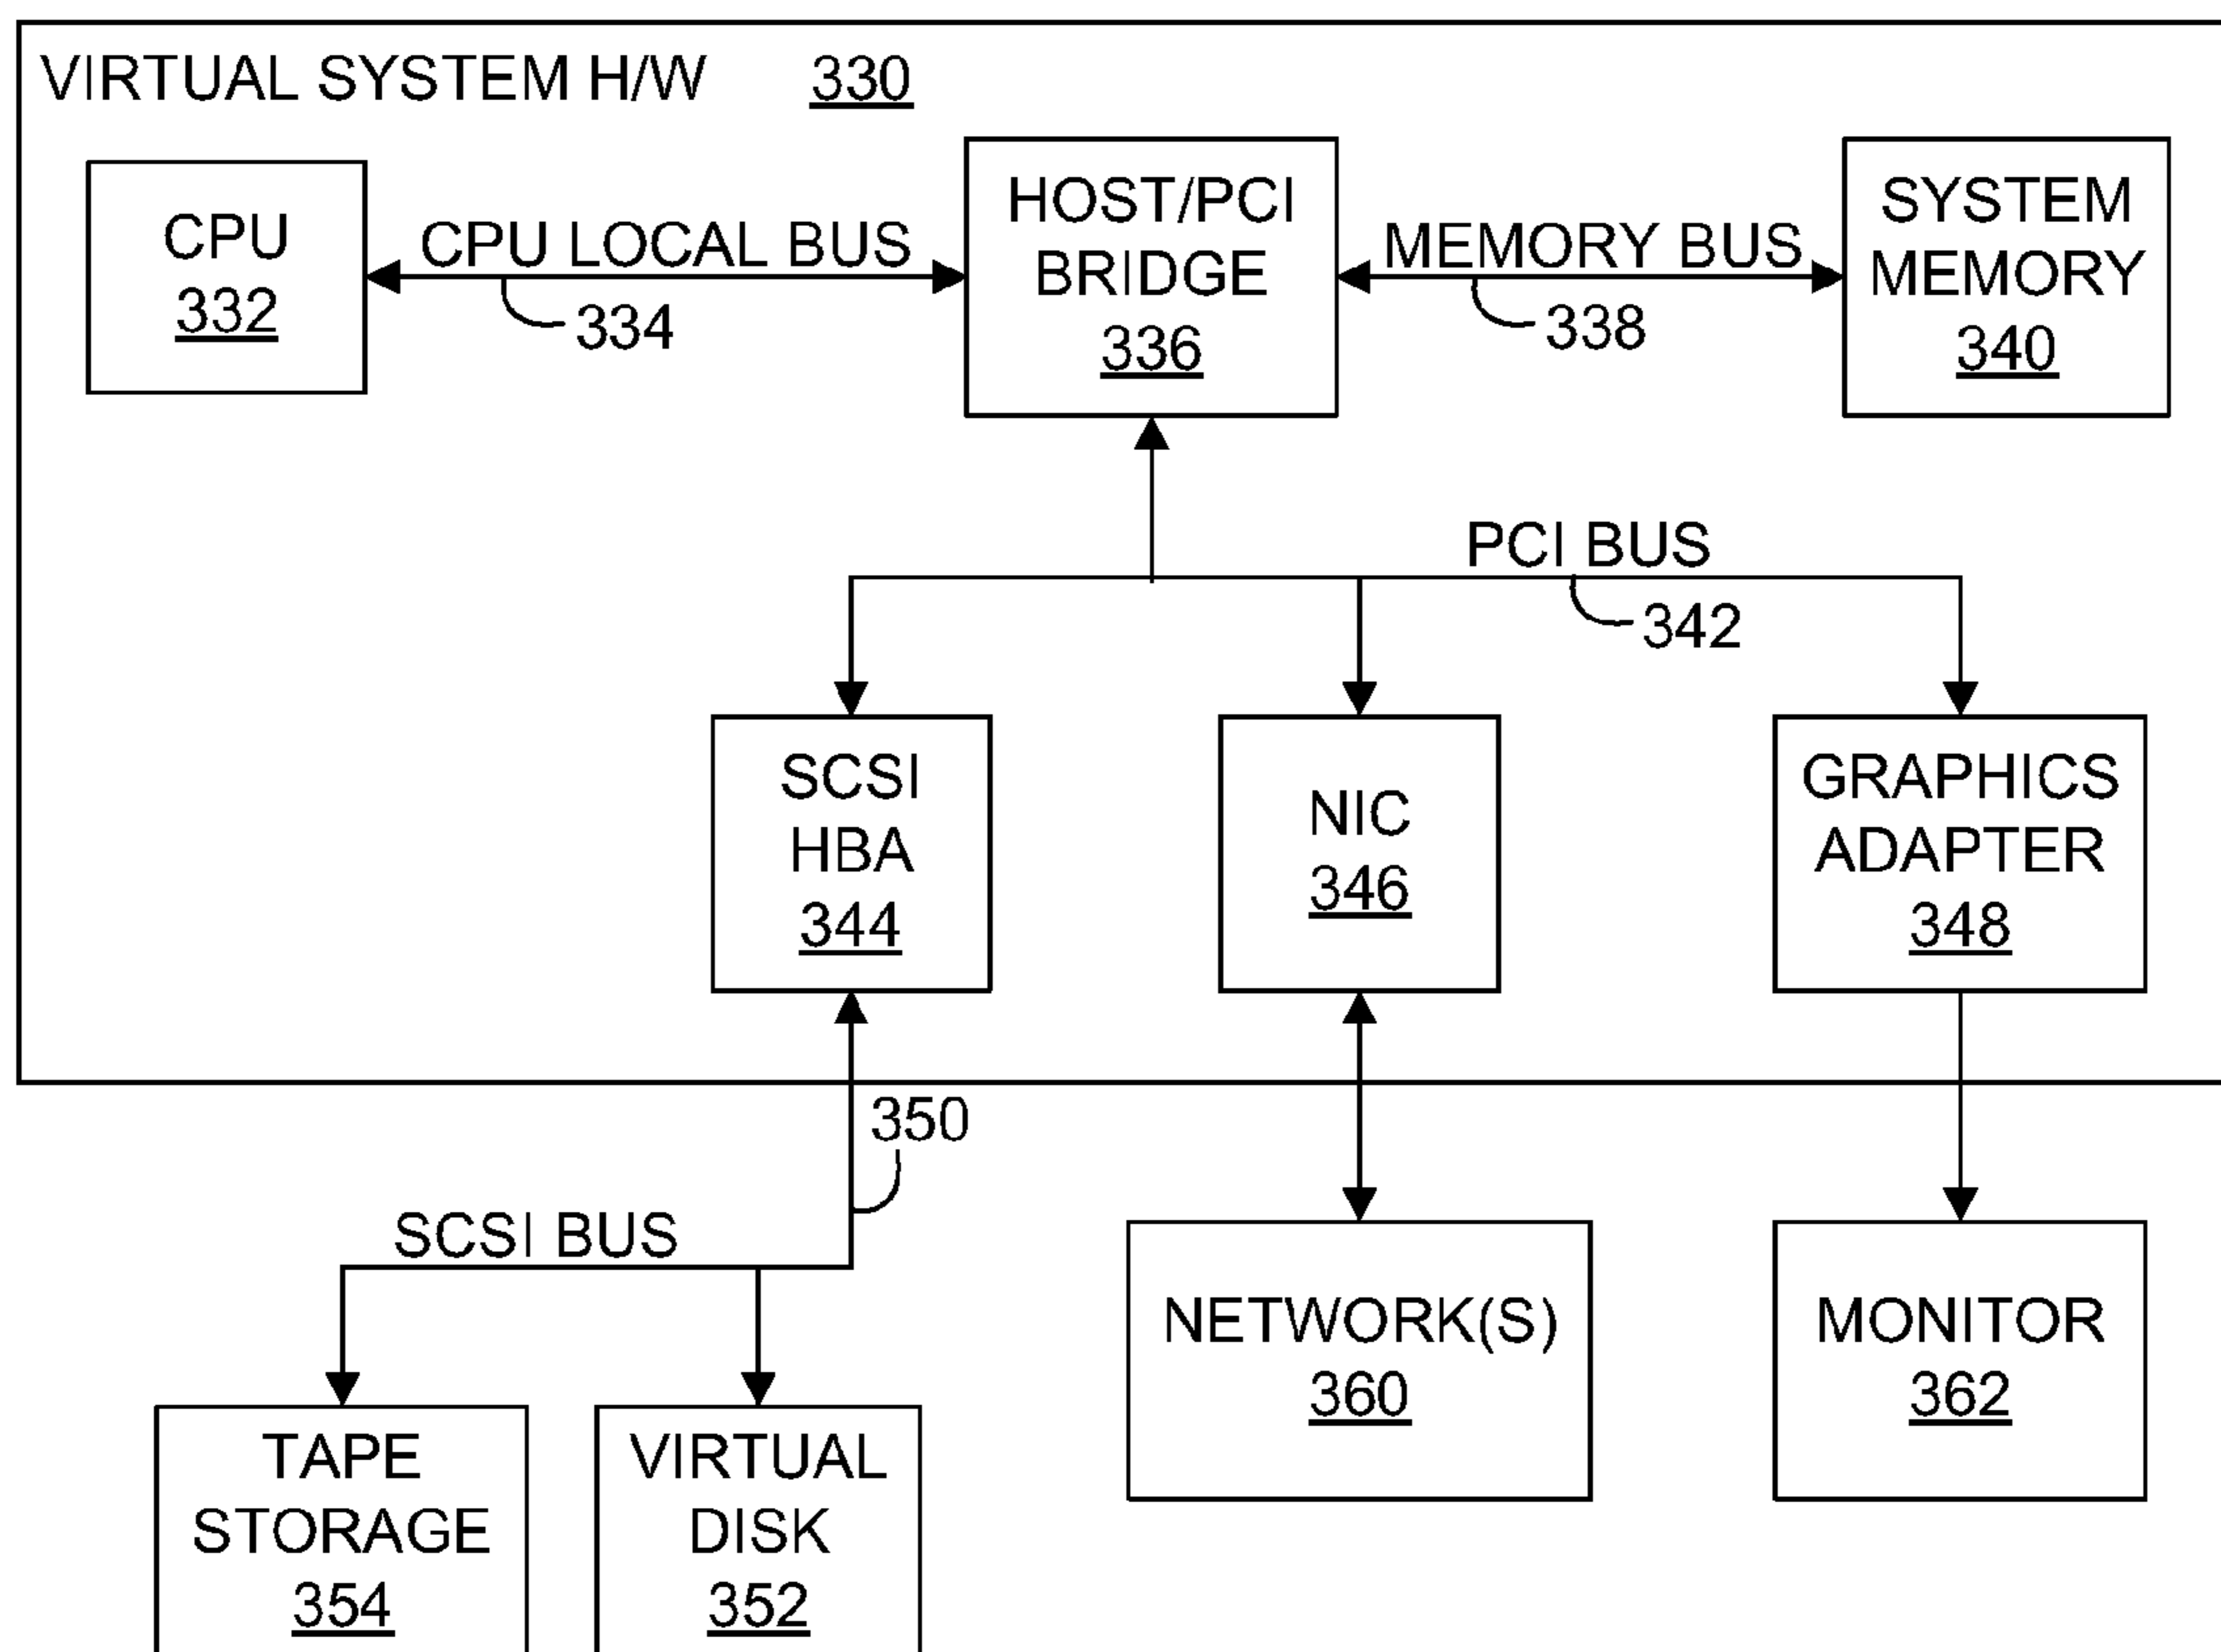 VIRTUAL SYSTEM H/W 330
CPU
332
CPU LOCAL BUS
334
HOST/PCI
BRIDGE
336
MEMORY BUS
338
SYSTEM
MEMORY
340
PCI BUS
342
SCSI
HBA
344
NIC
346
GRAPHICS
ADAPTER
348
350
SCSI BUS
TAPE
STORAGE
354
VIRTUAL
DISK
352
NETWORK(S)
360
MONITOR
362